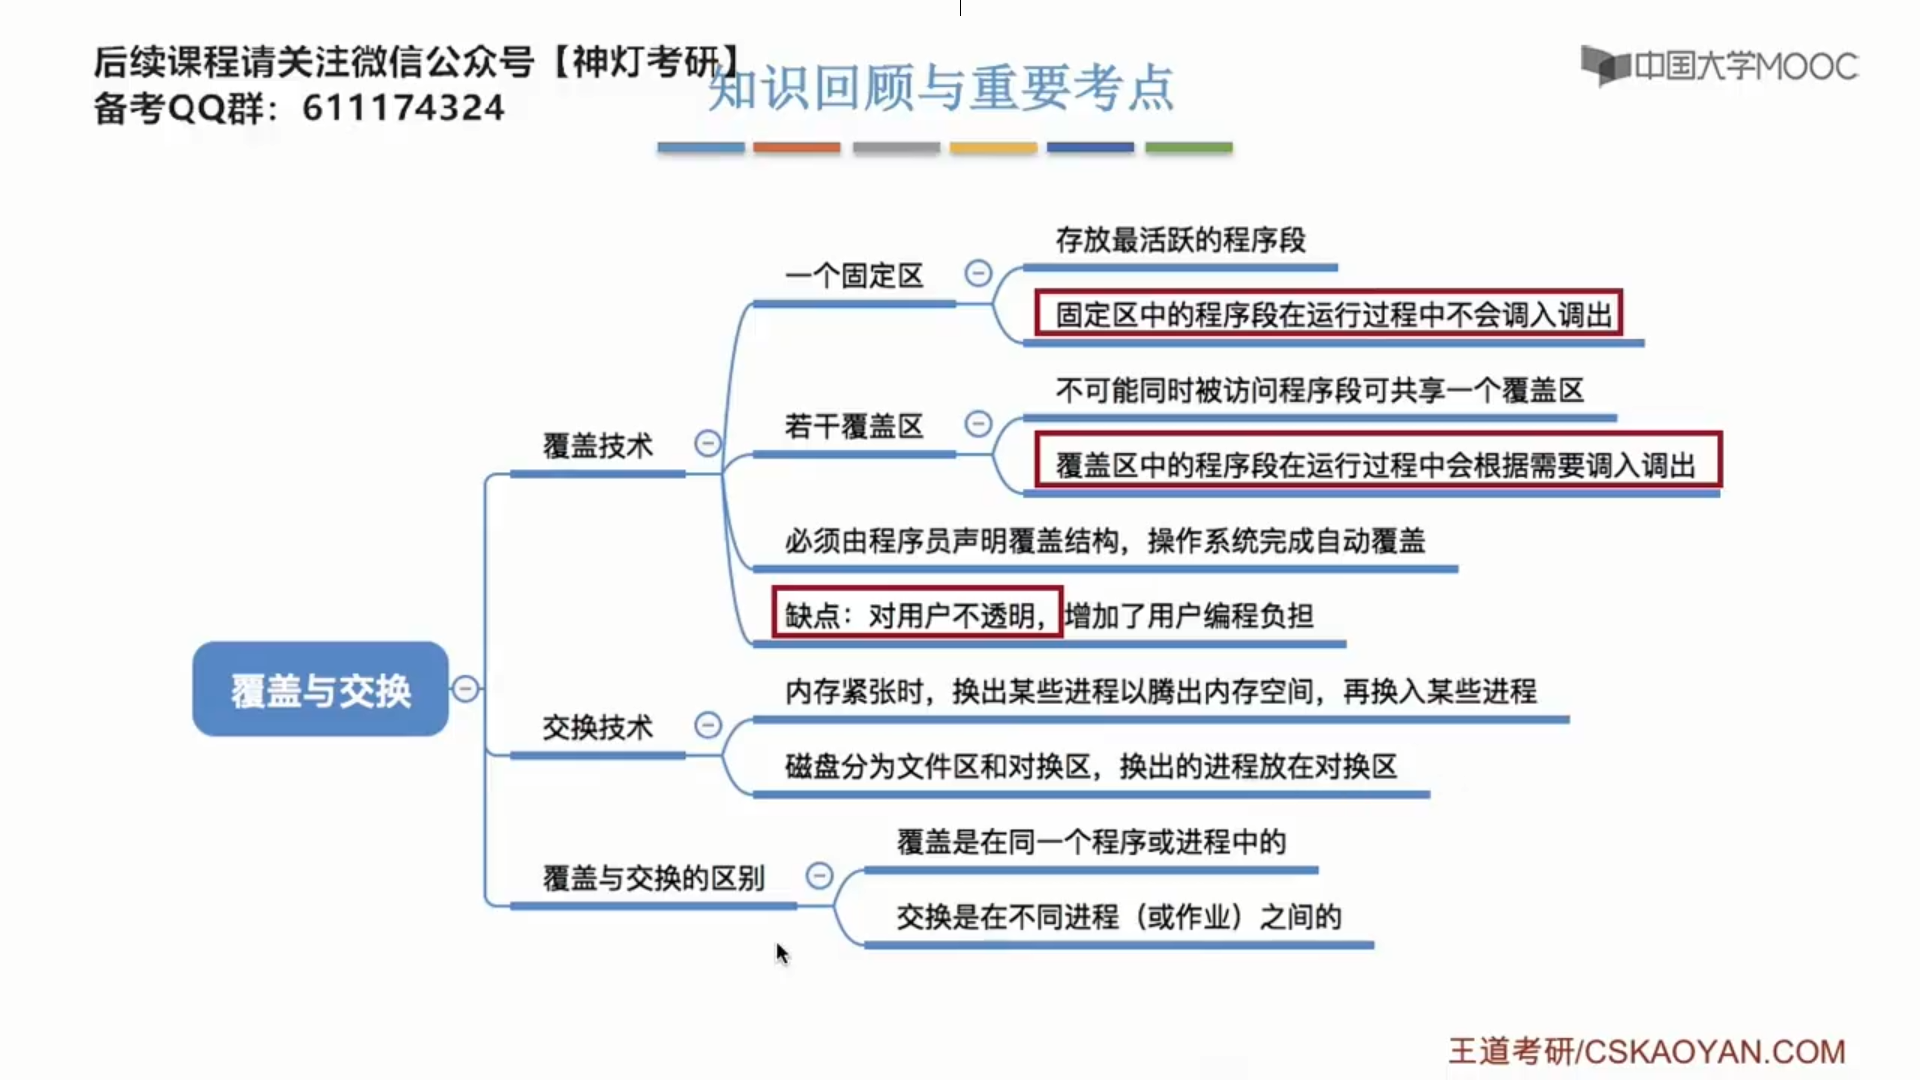 后续课程请关注微信公众号【神灯考研】
备考QQ群：611174324
知识回顾与重要考点
中国大学MOOC
存放最活跃的程序段
一个固定区
固定区中的程序段在运行过程中不会调入调出
不可能同时被访问程序段可共享一个覆盖区
若干覆盖区
覆盖技术
覆盖区中的程序段在运行过程中会根据需要调入调出
必须由程序员声明覆盖结构，操作系统完成自动覆盖
缺点：对用户不透明，增加了用户编程负担
覆盖与交换
内存紧张时，换出某些进程以腾出内存空间，再换入某些进程
交换技术
磁盘分为文件区和对换区，换出的进程放在对换区
覆盖是在同一个程序或进程中的
覆盖与交换的区别
交换是在不同进程（或作业）之间的
王道考研/CSKAOYAN.COM